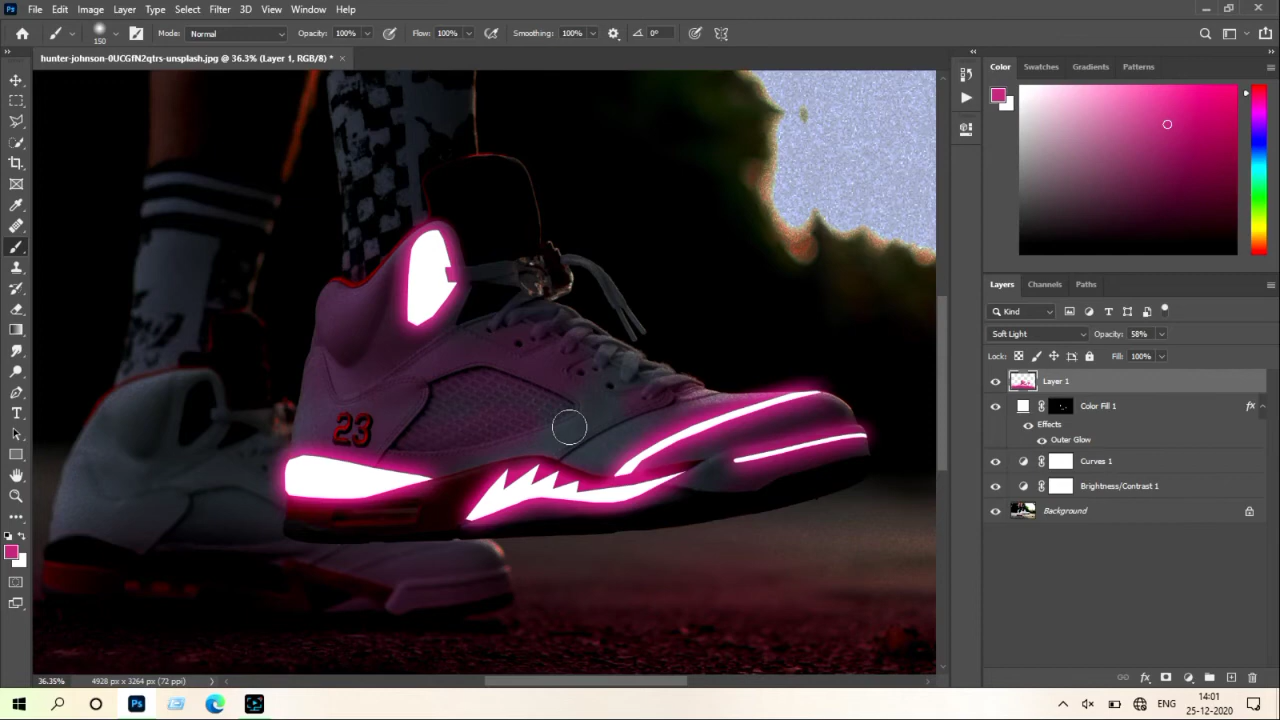 File Edit Image Layer Type Select Filter 3D View Window Help
150 Mode: Normal Opacity: 100% Flow: 100% Smoothing: 100% 0°
hunter-johnson-0UCGfN2qtrs-unsplash.jpg @ 36.3% (Layer 1, RGB/8) *
Color Swatches Gradients Patterns
23
Layers Channels Paths
Kind
Soft Light Opacity: 58%
Lock: Fill: 100%
Layer 1
Color Fill 1 fx
Effects
Outer Glow
Curves 1
Brightness/Contrast 1
Background
36.35% 4928 px x 3264 px (72 ppi)
ENG 14:01
25-12-2020